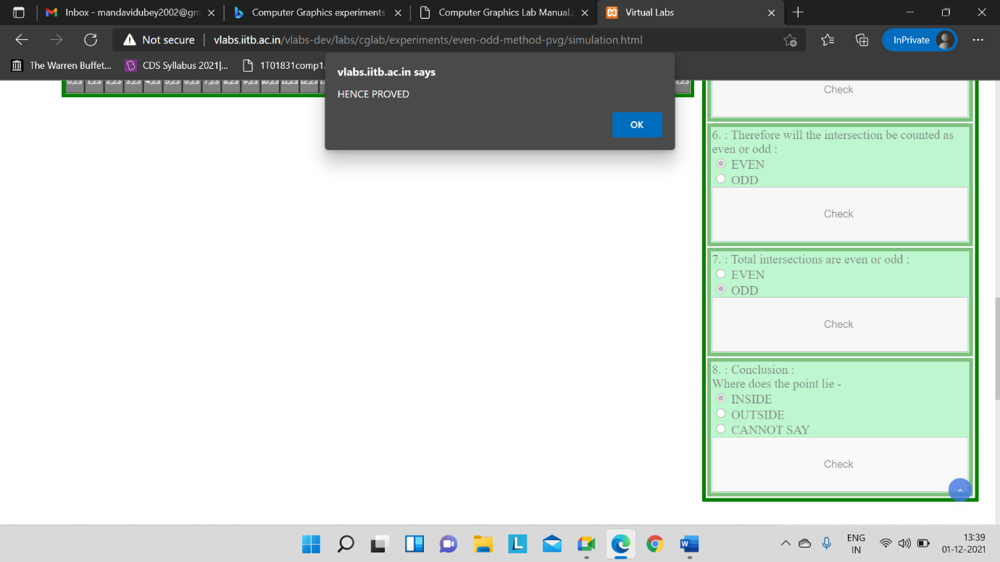 Inbox - mandavidubey2002@gm
Computer Graphics experiments
Computer Graphics Lab Manual.
Virtual Labs
Not secure
vlabs.iitb.ac.in/vlabs-dev/labs/cglab/experiments/even-odd-method-pvg/simulation.html
InPrivate
The Warren Buffet...
CDS Syllabus 2021|...
1T01831comp1.
vlabs.iitb.ac.in says
HENCE PROVED
OK
0,23 1,23 2,23 3,23 4,23 5,23 6,23 7,23 8,23 9,23 10,23 11,23 12,23
Check
6. : Therefore will the intersection be counted as
even or odd :
EVEN
ODD
Check
7. : Total intersections are even or odd :
EVEN
ODD
Check
8. : Conclusion :
Where does the point lie -
INSIDE
OUTSIDE
CANNOT SAY
Check
ENG
IN
13:39
01-12-2021